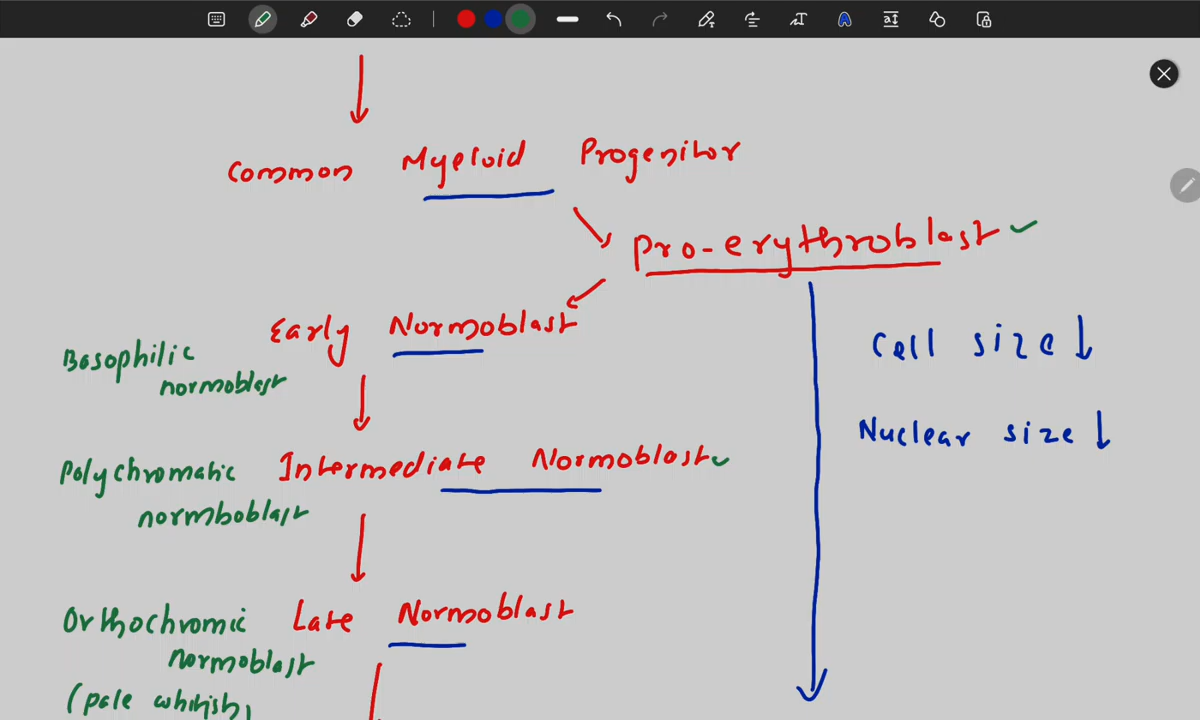 Common Myeloid Progenitor
Pro-erythroblast
Early Normoblast
Basophilic
normoblast
Cell size ↓
Nuclear size ↓
Polychromatic
normboblast
Intermediate Normoblast
Orthochromic
normoblast
(pale whitish,
Late Normoblast